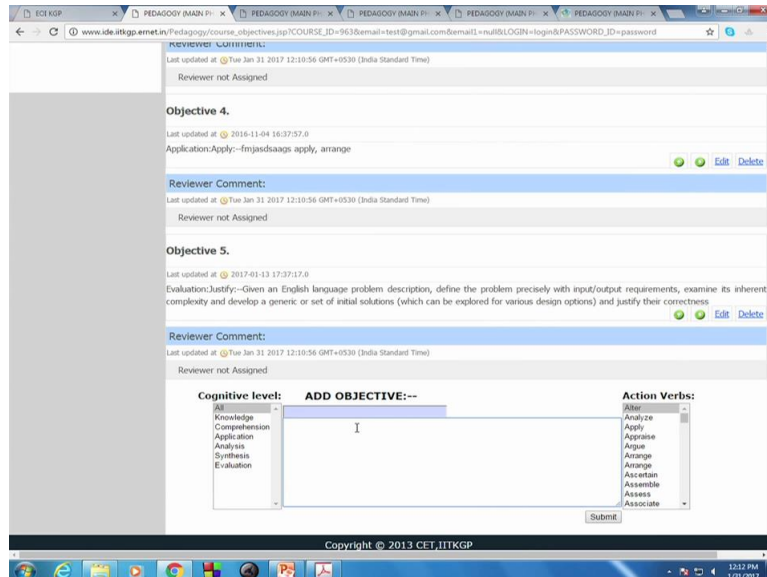 ECI KGP
PEDAGOGY (MAIN P
PEDAGOGY (MAIN P
PEDAGOGY (MAIN P
PEDAGOGY (MAIN P
PEDAGOGY (MAIN P
www.ide.iitkgp.ernet.in/Pedagogy/course_objectives.jsp?COURSE_ID=963&email=test@gmail.com&email1=null&LOGIN=login&PASSWORD_ID=password
Reviewer Comment:
Last updated at Tue Jan 31 2017 12:10:56 GMT+0530 (India Standard Time)
Reviewer not Assigned
Objective 4.
Last updated at 2016-11-04 16:37:57.0
Application:Apply:--fmjasdsaags apply, arrange
Edit Delete
Reviewer Comment:
Last updated at Tue Jan 31 2017 12:10:56 GMT+0530 (India Standard Time)
Reviewer not Assigned
Objective 5.
Last updated at 2017-01-13 17:37:17.0
Evaluation:Justify:--Given an English language problem description, define the problem precisely with input/output requirements, examine its inherent
complexity and develop a generic or set of initial solutions (which can be explored for various design options) and justify their correctness
Edit Delete
Reviewer Comment:
Last updated at Tue Jan 31 2017 12:10:56 GMT+0530 (India Standard Time)
Reviewer not Assigned
Cognitive level: ADD OBJECTIVE:-- Action Verbs:
All
Knowledge
Comprehension
Application
Analysis
Synthesis
Evaluation
Alter
Analyze
Apply
Appraise
Argue
Arrange
Arrange
Ascertain
Assemble
Assess
Associate
Submit
Copyright © 2013 CET,IITKGP
12:12 PM
1/31/2017